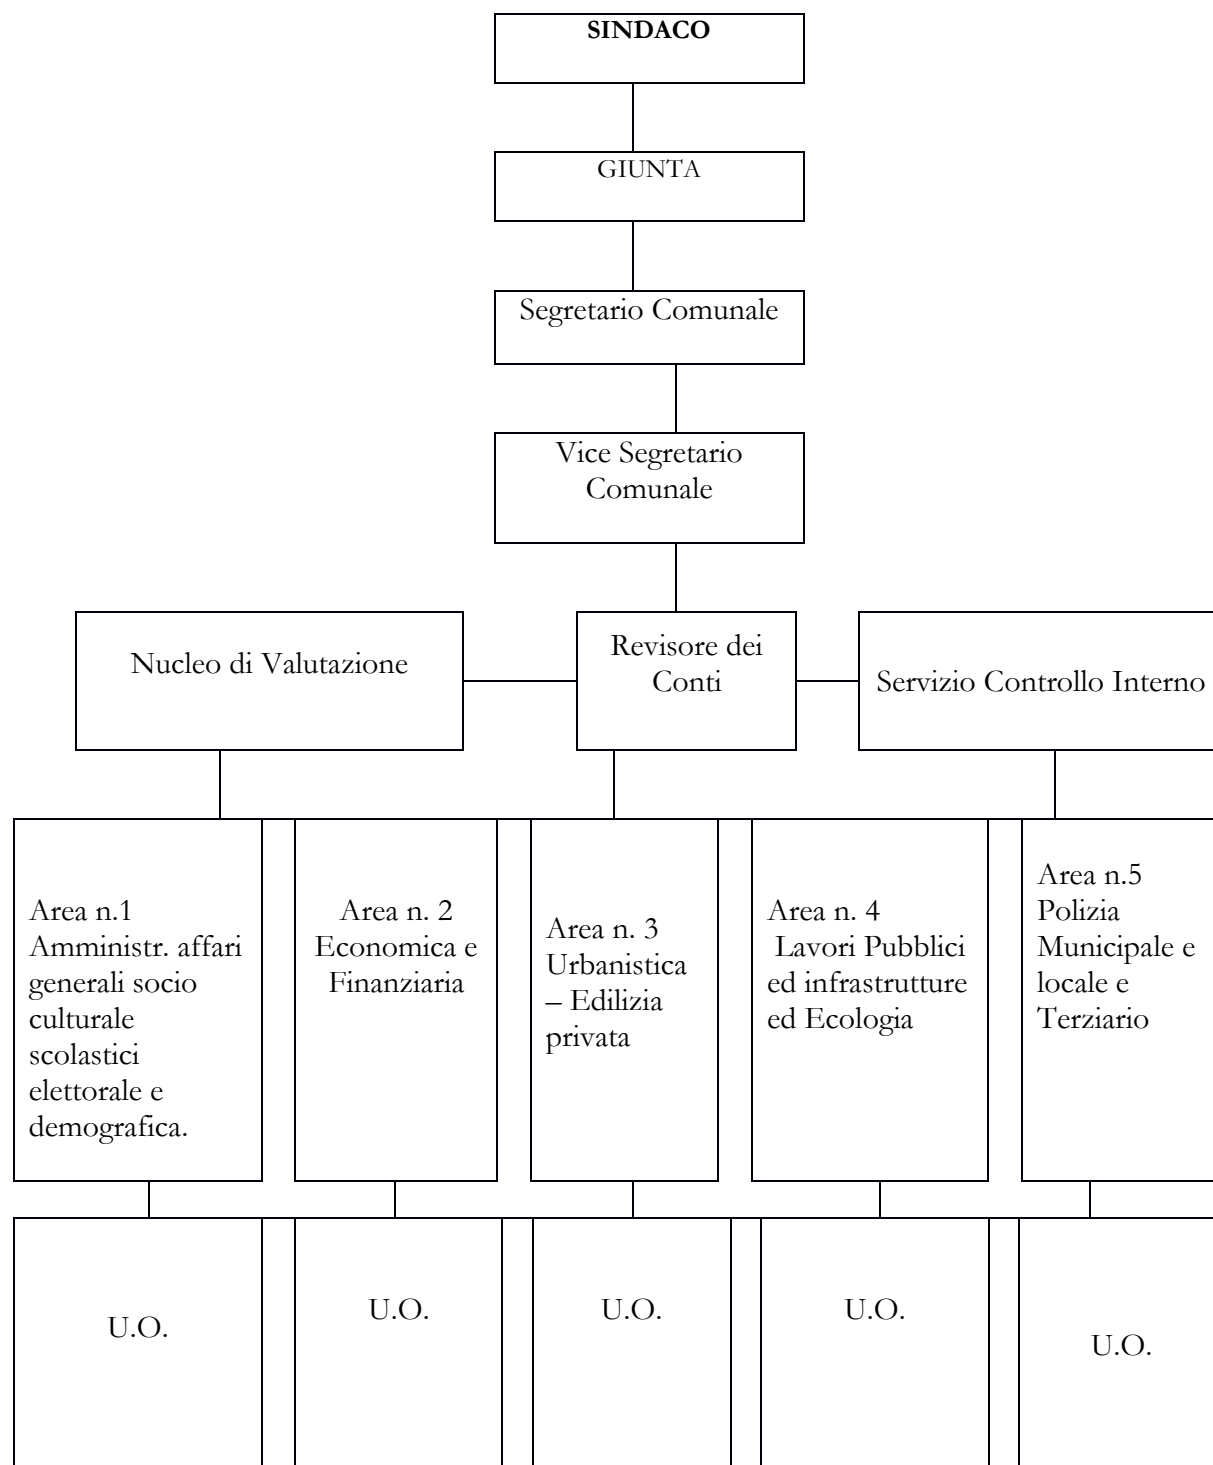 SINDACO
GIUNTA
Segretario Comunale
Vice Segretario
Comunale
Nucleo di Valutazione
Revisore dei
Conti
Servizio Controllo Interno
Area n.1
Amministr. affari
generali socio
culturale
scolastici
elettorale e
demografica.
Area n. 2
Economica e
Finanziaria
Area n. 3
Urbanistica
– Edilizia
privata
Area n. 4
Lavori Pubblici
ed infrastrutture
ed Ecologia
Area n.5
Polizia
Municipale e
locale e
Terziario
U.O.
U.O.
U.O.
U.O.
U.O.